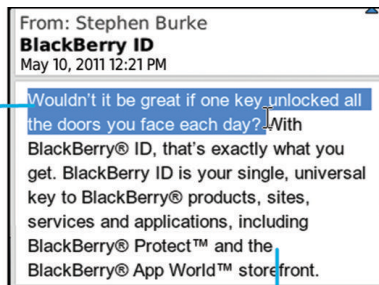 From: Stephen Burke
BlackBerry ID
May 10, 2011 12:21 PM
Wouldn't it be great if one key unlocked all
the doors you face each day? With
BlackBerry® ID, that's exactly what you
get. BlackBerry ID is your single, universal
key to BlackBerry® products, sites,
services and applications, including
BlackBerry® Protect™ and the
BlackBerry® App World™ storefront.